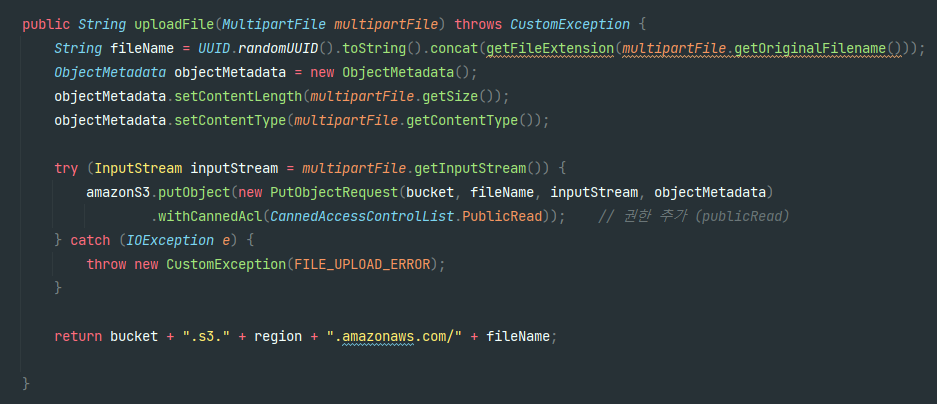 public String uploadFile(MultipartFile multipartFile) throws CustomException {
    String fileName = UUID.randomUUID().toString().concat(getFileExtension(multipartFile.getOriginalFilename()));
    ObjectMetadata objectMetadata = new ObjectMetadata();
    objectMetadata.setContentLength(multipartFile.getSize());
    objectMetadata.setContentType(multipartFile.getContentType());

    try (InputStream inputStream = multipartFile.getInputStream()) {
        amazonS3.putObject(new PutObjectRequest(bucket, fileName, inputStream, objectMetadata)
                .withCannedAcl(CannedAccessControlList.PublicRead));    // 권한 추가 (publicRead)
    } catch (IOException e) {
        throw new CustomException(FILE_UPLOAD_ERROR);
    }

    return bucket + ".s3." + region + ".amazonaws.com/" + fileName;

}